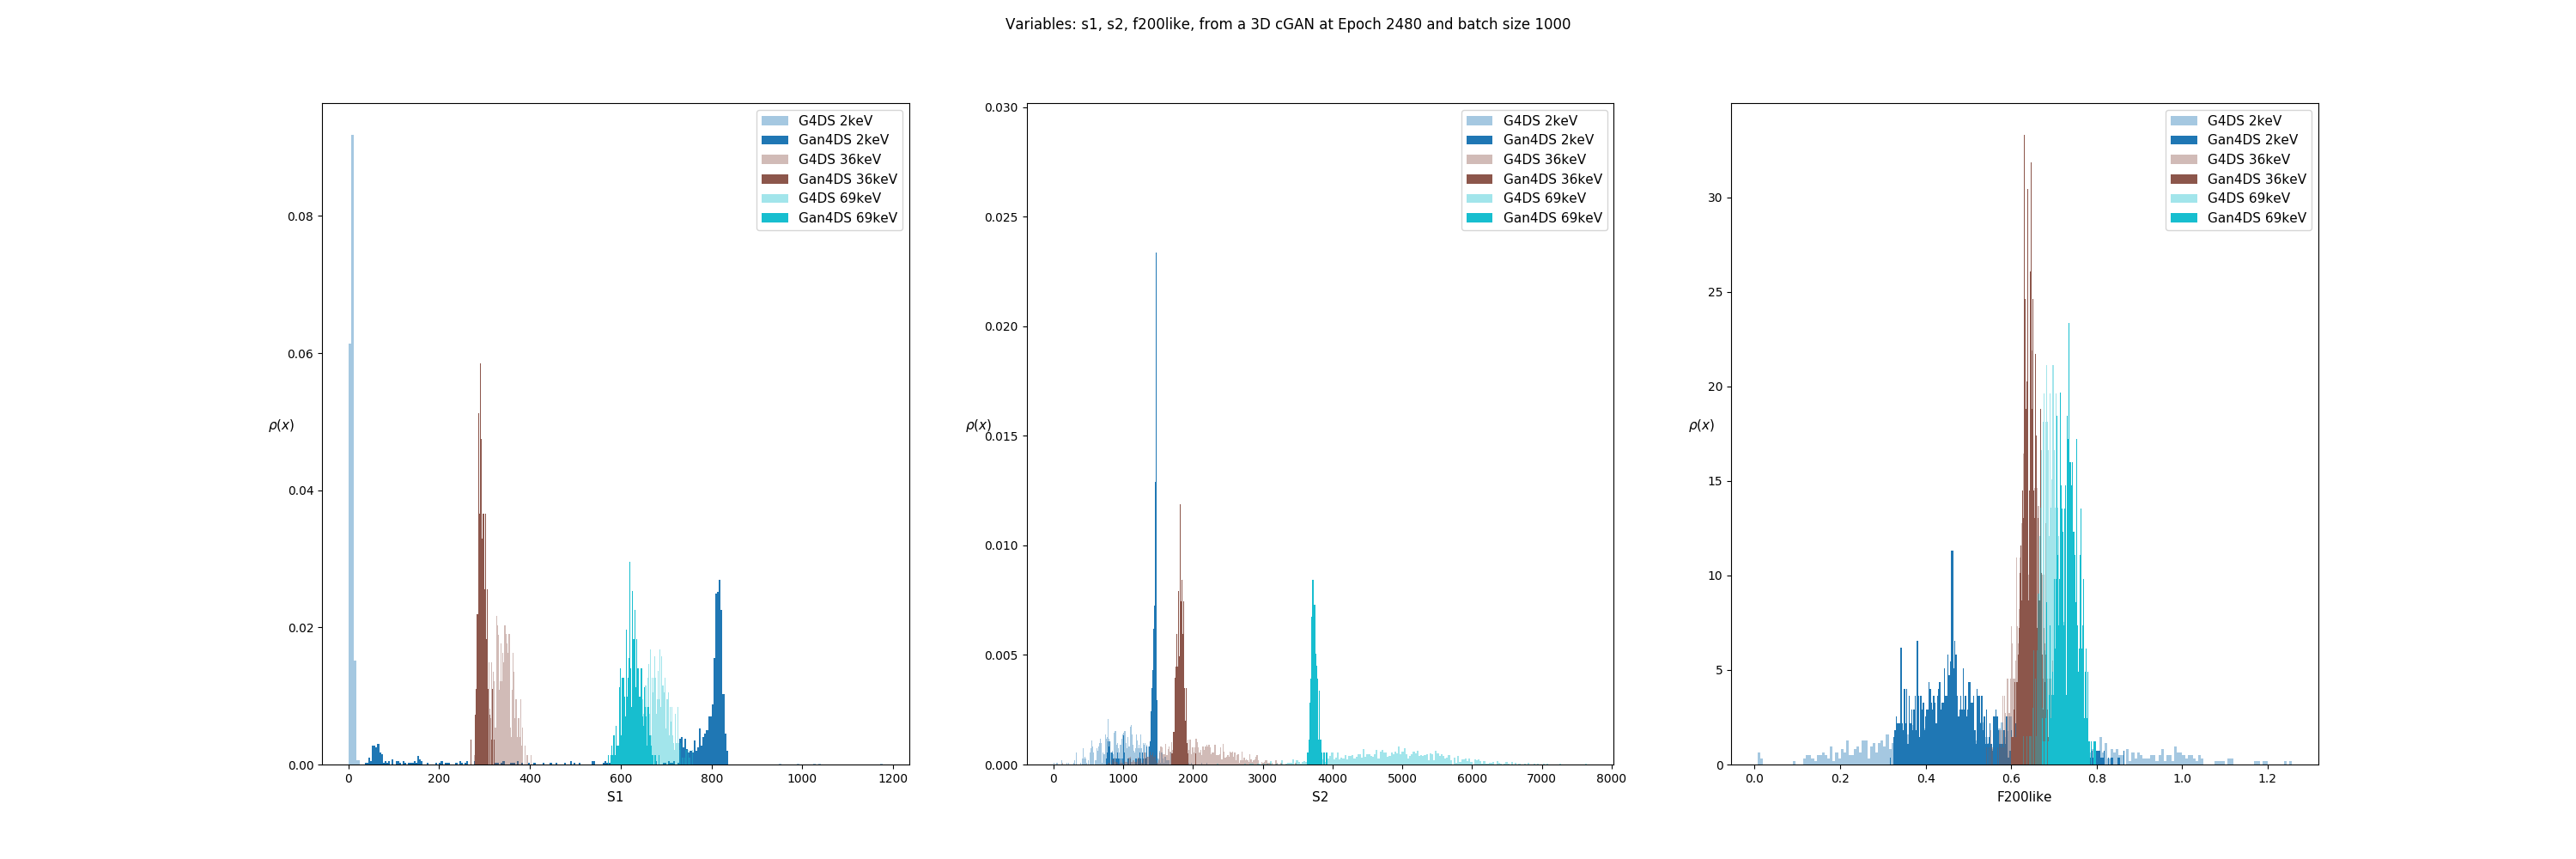 Variables: s1, s2, f200like, from a 3D cGAN at Epoch 2480 and batch size 1000
G4DS 2keV
Gan4DS 2keV
G4DS 36keV
Gan4DS 36keV
G4DS 69keV
Gan4DS 69keV
0.08
0.06
0.04
0.02
0.00
ρ(x)
0 200 400 600 800 1000 1200
S1
G4DS 2keV
Gan4DS 2keV
G4DS 36keV
Gan4DS 36keV
G4DS 69keV
Gan4DS 69keV
0.030
0.025
0.020
0.015
0.010
0.005
0.000
ρ(x)
0 1000 2000 3000 4000 5000 6000 7000 8000
S2
G4DS 2keV
Gan4DS 2keV
G4DS 36keV
Gan4DS 36keV
G4DS 69keV
Gan4DS 69keV
30
25
20
15
10
5
0
ρ(x)
0.0 0.2 0.4 0.6 0.8 1.0 1.2
F200like